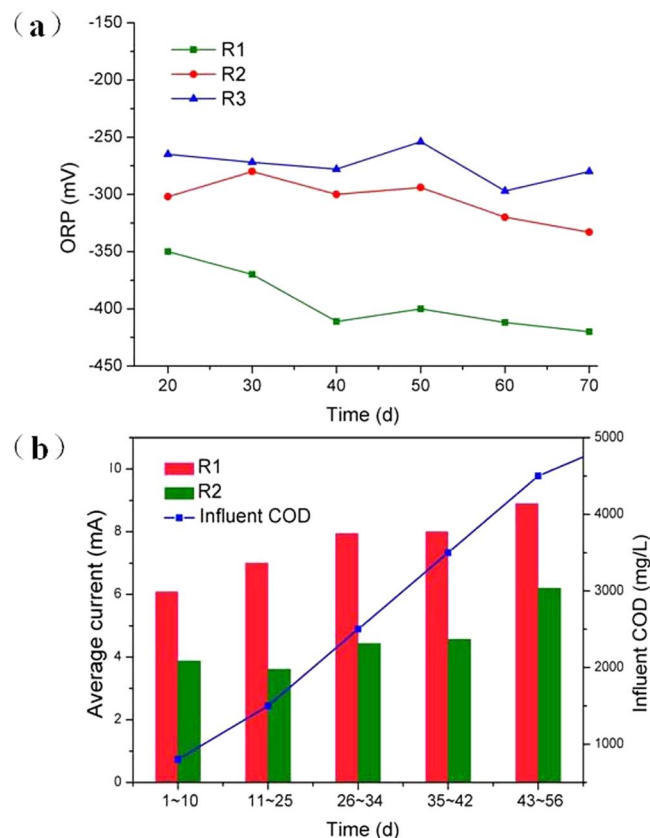 (a)
R1
R2
R3
-150
-200
-250
-300
-350
-400
-450
ORP (mV)
20 30 40 50 60 70
Time (d)
(b)
R1
R2
Influent COD
10
8
6
4
2
0
Average current (mA)
5000
4000
3000
2000
1000
Influent COD (mg/L)
1~10 11~25 26~34 35~42 43~56
Time (d)